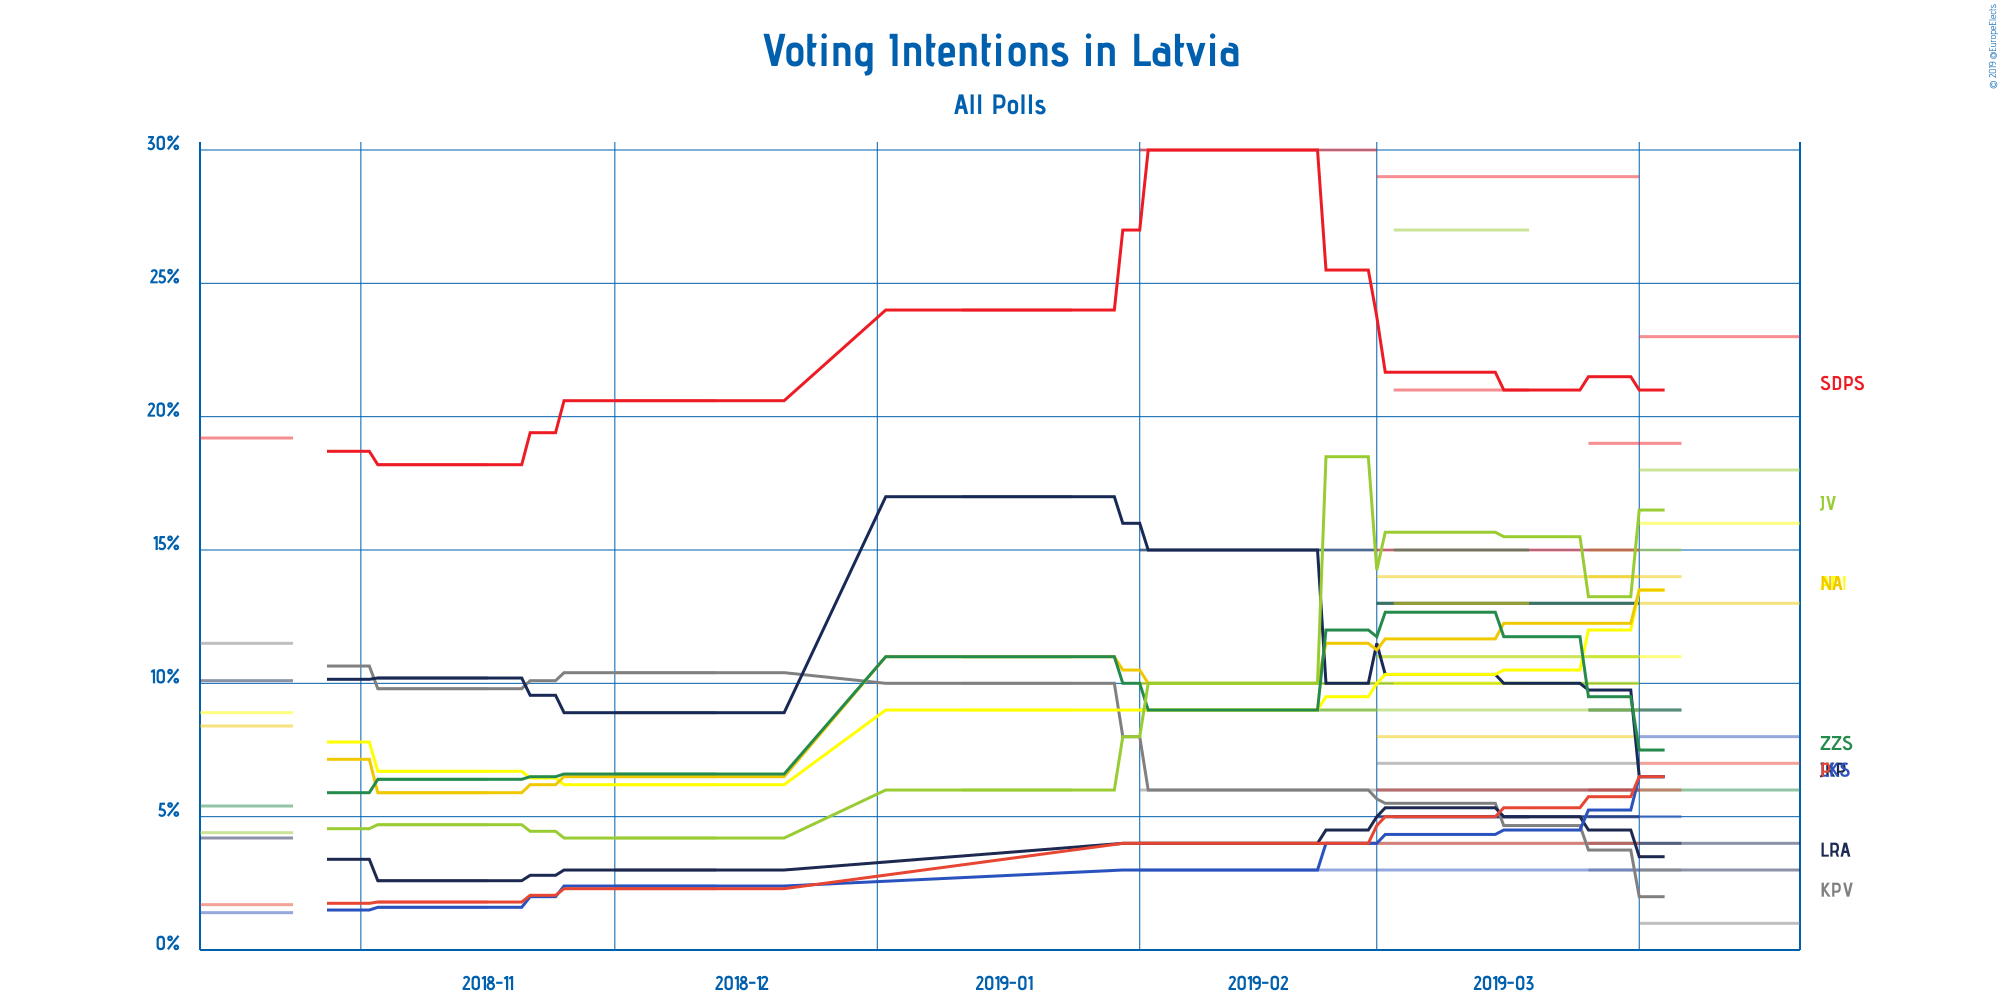 Voting Intentions in Latvia
All Polls
© 2019 @EuropeElects
30%
25%
20%
15%
10%
5%
0%
SDPS
JV
NA
ZZS
LRA
KPV
2018-11
2018-12
2019-01
2019-02
2019-03